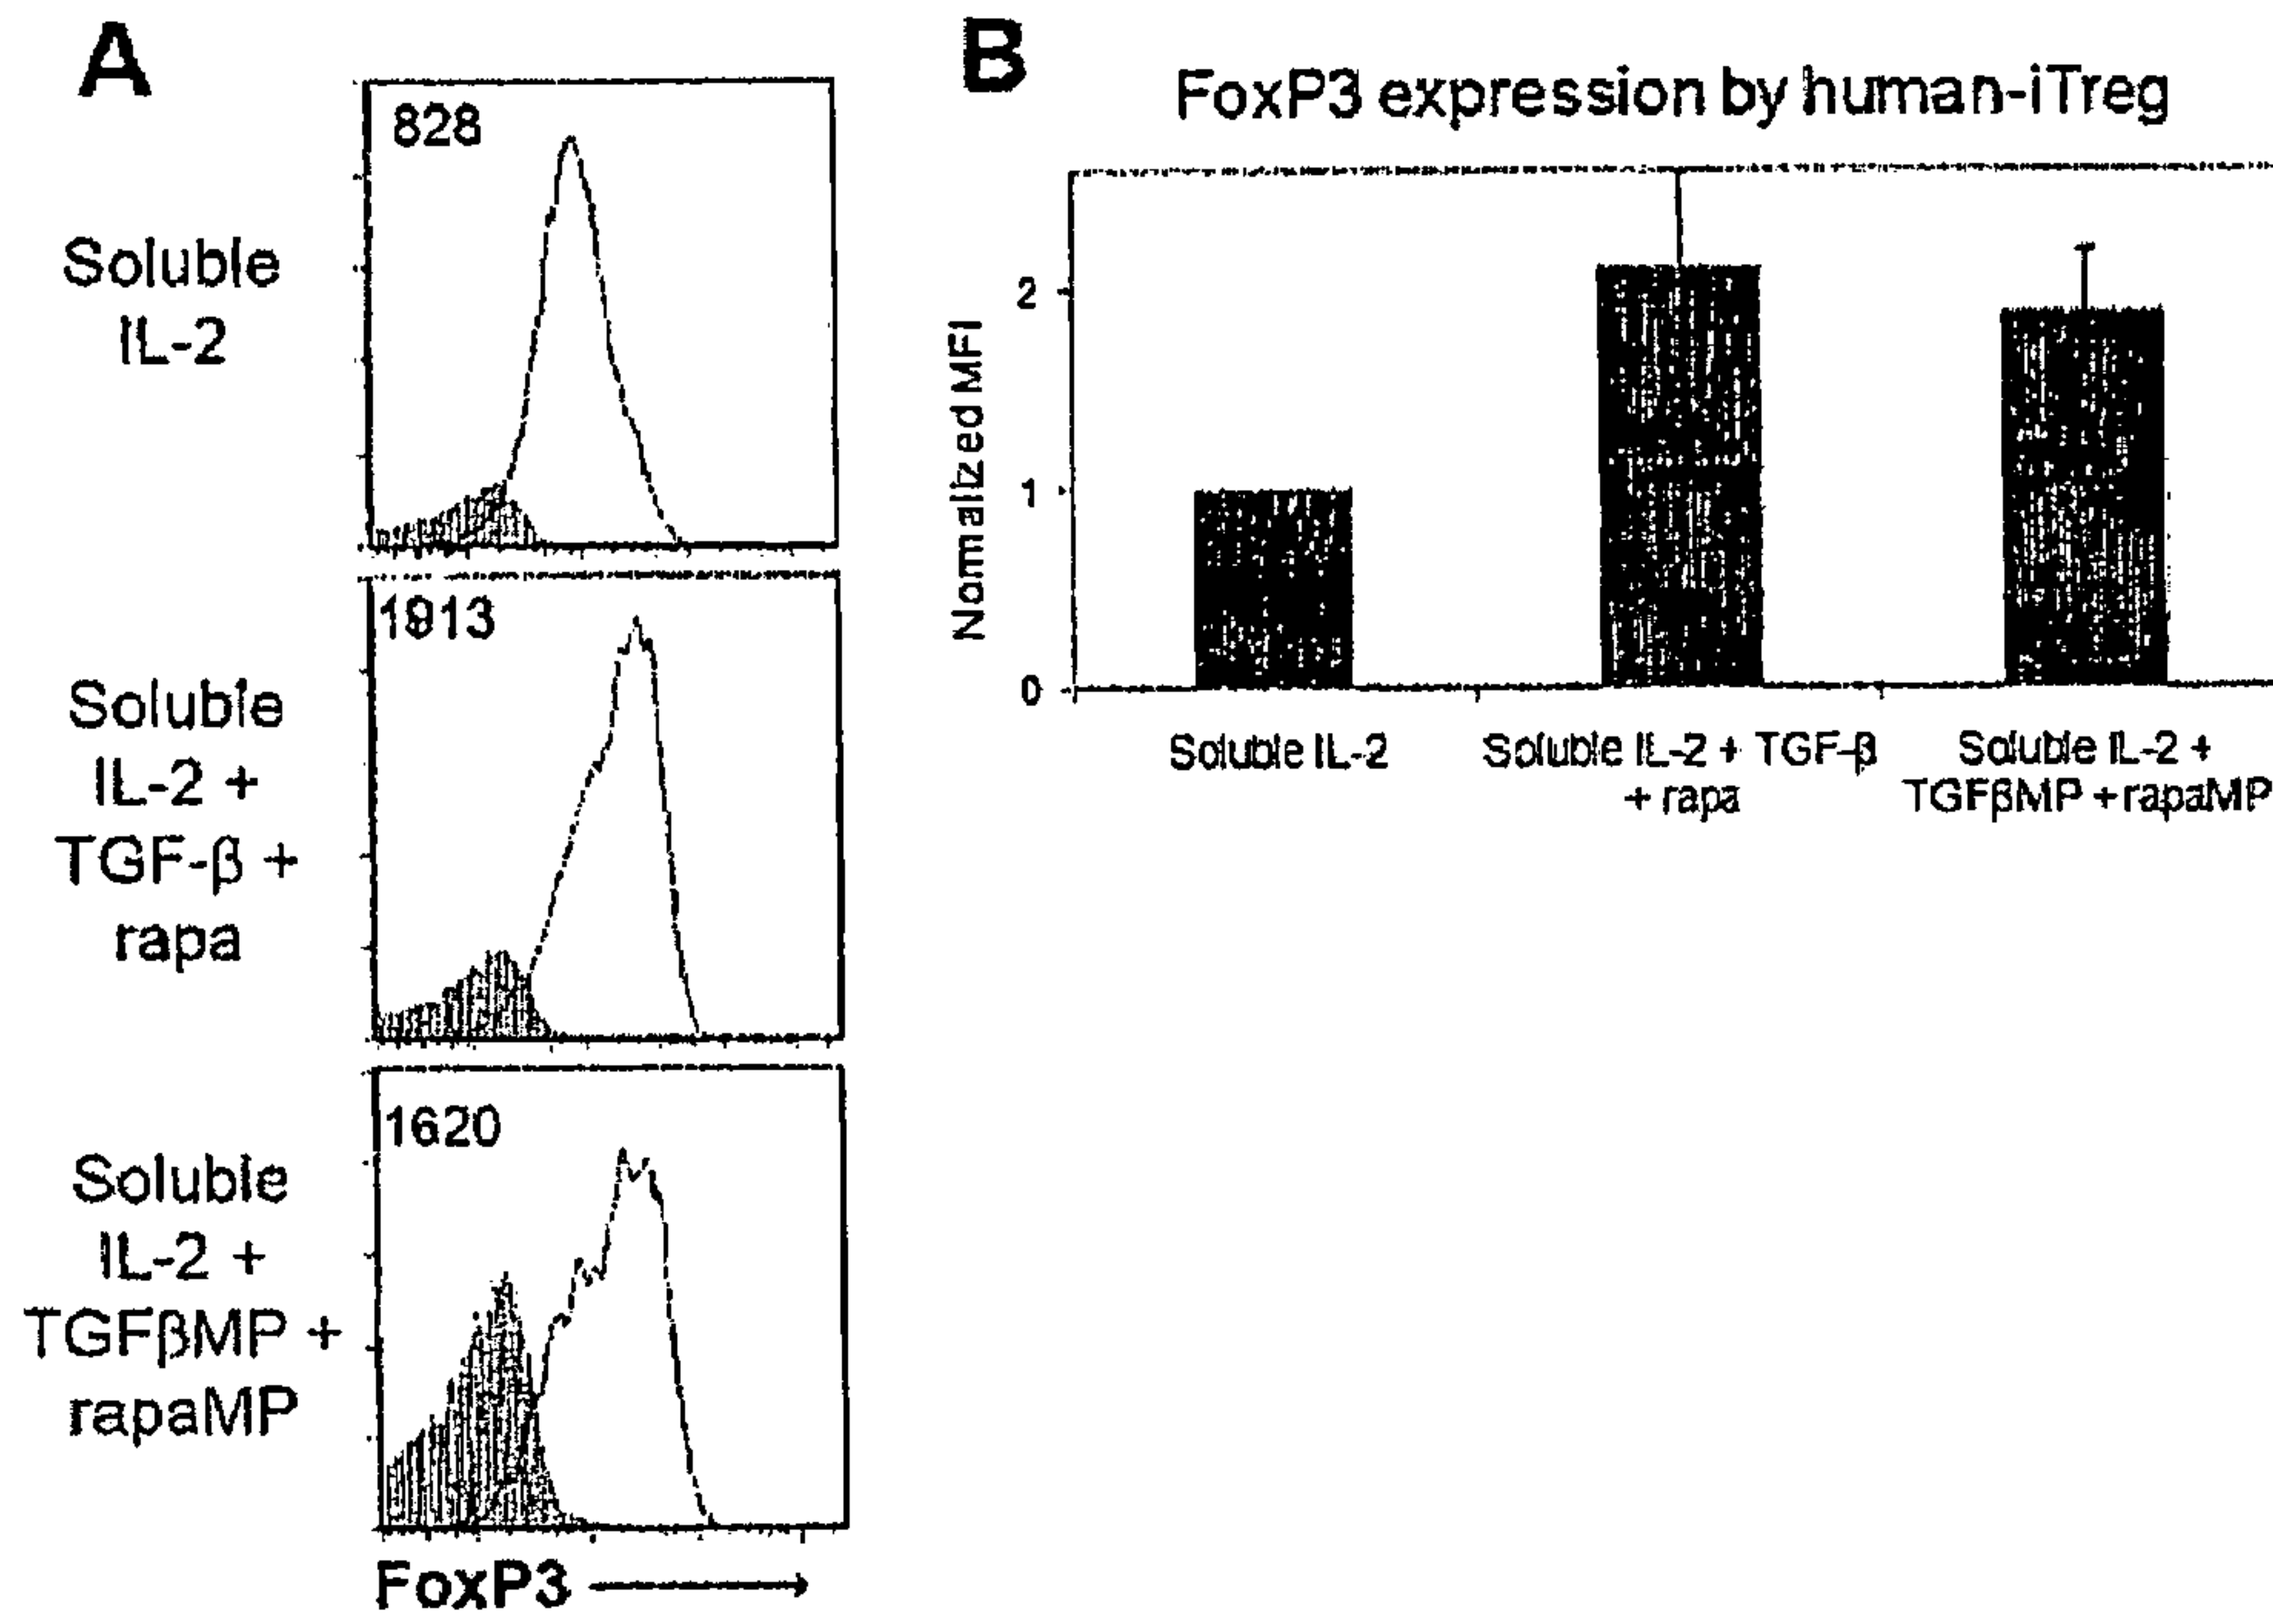 A
828
Soluble
IL-2
1913
Soluble
IL-2 +
TGF-β +
rapa
1620
Soluble
IL-2 +
TGFβMP +
rapaMP
FoxP3
B
FoxP3 expression by human-iTreg
Normalized MFI
2
1
0
Soluble IL-2
Soluble IL-2 + TGF-β
+ rapa
Soluble IL-2 +
TGFβMP +rapaMP